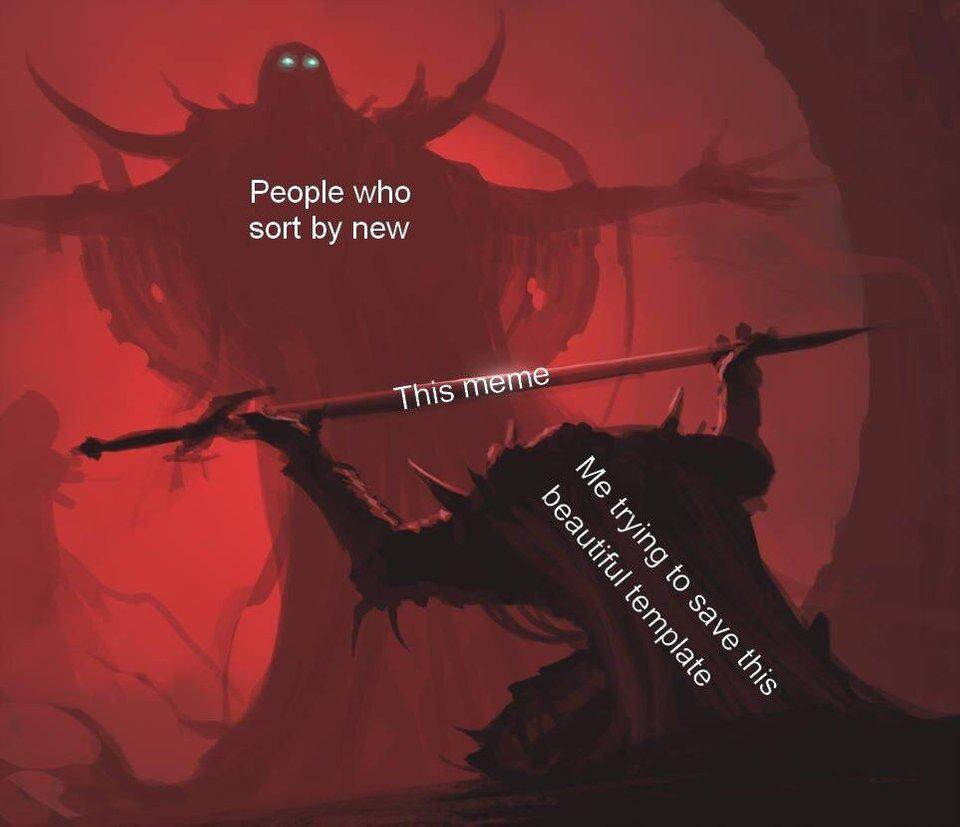 People who
sort by new
This meme
Me trying to save this
beautiful template